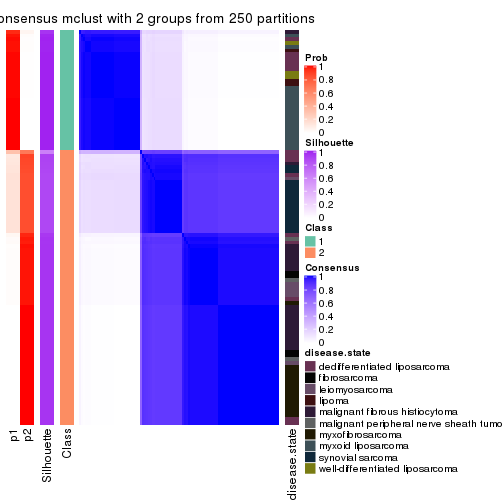 onsensus mclust with 2 groups from 250 partitions
Prob
1
0.8
0.6
0.4
0.2
0
Silhouette
1
0.8
0.6
0.4
0.2
0
Class
1
2
Consensus
1
0.8
0.6
0.4
0.2
0
disease.state
dedifferentiated liposarcoma
fibrosarcoma
leiomyosarcoma
lipoma
malignant fibrous histiocytoma
malignant peripheral nerve sheath tumo
myxofibrosarcoma
myxoid liposarcoma
synovial sarcoma
well-differentiated liposarcoma
p1
p2
Silhouette
Class
disease.state